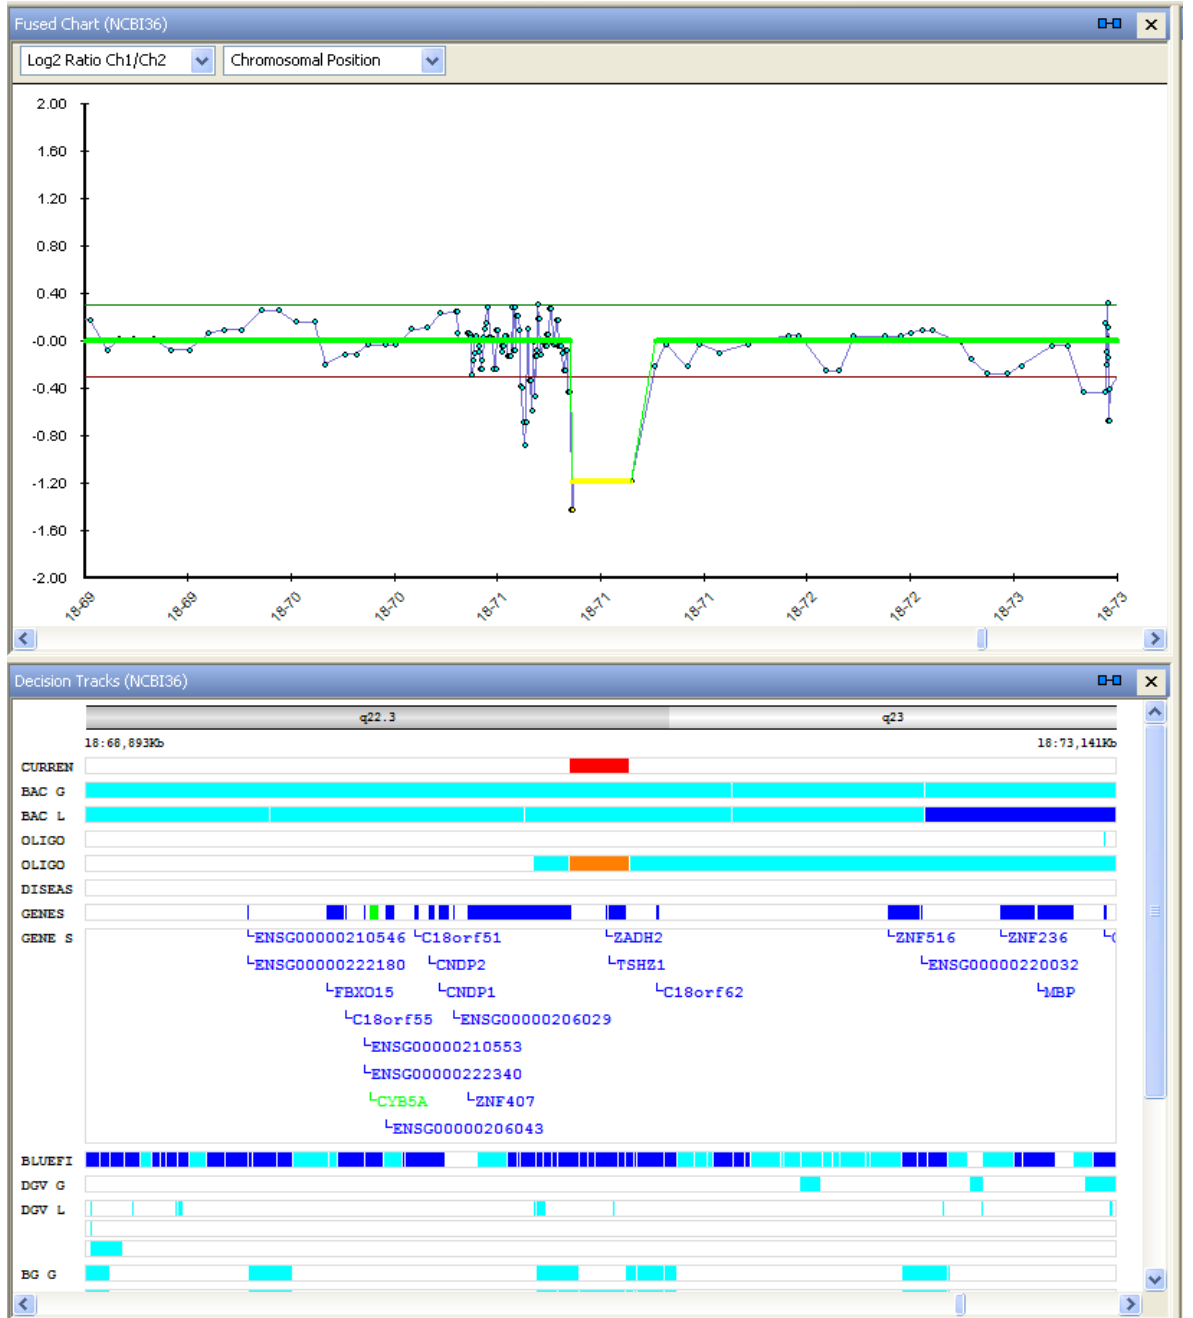 Fused Chart (NCBI36)
Log2 Ratio Ch1/Ch2 Chromosomal Position
2.00
1.60
1.20
0.80
0.40
-0.00
-0.40
-0.80
-1.20
-1.60
-2.00
18-69 18-69 18-70 18-70 18-71 18-71 18-71 18-72 18-72 18-73 18-73
Decision Tracks (NCBI36)
q22.3 q23
18:68,893Kb 18:73,141Kb
CURREN
BAC G
BAC L
OLIGO
OLIGO
DISEAS
GENES
GENE S ENSG00000210546 C18orf51 ZADH2 ZNF516 ZNF236
ENSG00000222180 CNDP2 TSHZ1 ENSG00000220032
FBXO15 CNDP1 C18orf62 MBP
C18orf55 ENSG00000206029
ENSG00000210553
ENSG00000222340
CYB5A ZNF407
ENSG00000206043
BLUEFI
DGV G
DGV L
BG G